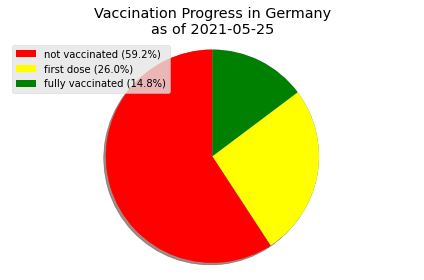 Vaccination Progress in Germany
as of 2021-05-25
not vaccinated (59.2%)
first dose (26.0%)
fully vaccinated (14.8%)